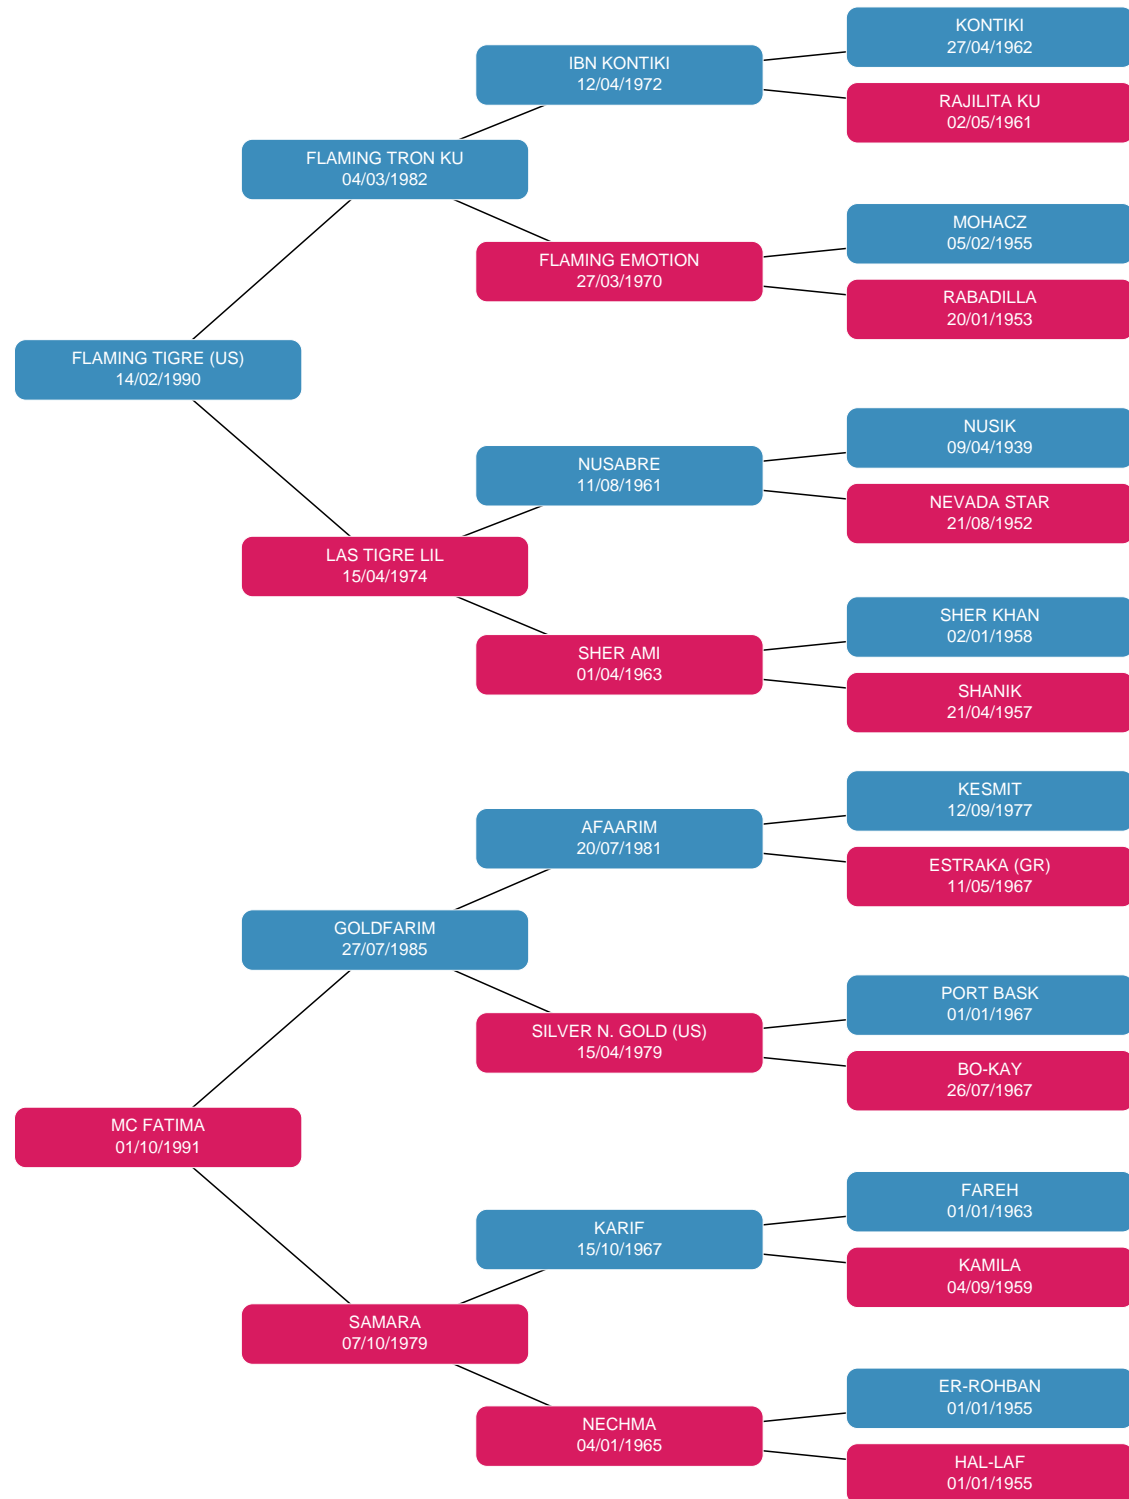 KONTIKI
27/04/1962
IBN KONTIKI
12/04/1972
RAJILITA KU
02/05/1961
FLAMING TRON KU
04/03/1982
MOHACZ
05/02/1955
FLAMING EMOTION
27/03/1970
RABADILLA
20/01/1953
FLAMING TIGRE (US)
14/02/1990
NUSIK
09/04/1939
NUSABRE
11/08/1961
NEVADA STAR
21/08/1952
LAS TIGRE LIL
15/04/1974
SHER KHAN
02/01/1958
SHER AMI
01/04/1963
SHANIK
21/04/1957
KESMIT
12/09/1977
AFAARIM
20/07/1981
ESTRAKA (GR)
11/05/1967
GOLDFARIM
27/07/1985
PORT BASK
01/01/1967
SILVER N. GOLD (US)
15/04/1979
BO-KAY
26/07/1967
MC FATIMA
01/10/1991
FAREH
01/01/1963
KARIF
15/10/1967
KAMILA
04/09/1959
SAMARA
07/10/1979
ER-ROHBAN
01/01/1955
NECHMA
04/01/1965
HAL-LAF
01/01/1955